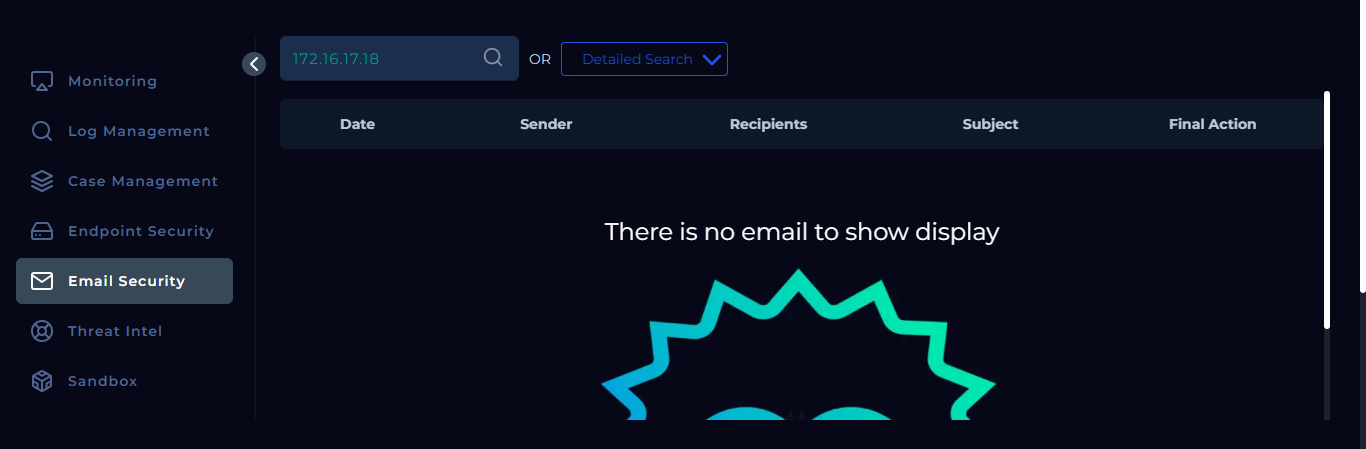 172.16.17.18
OR
Detailed Search
Monitoring
Log Management
Case Management
Endpoint Security
Email Security
Threat Intel
Sandbox
Date Sender Recipients Subject Final Action
There is no email to show display